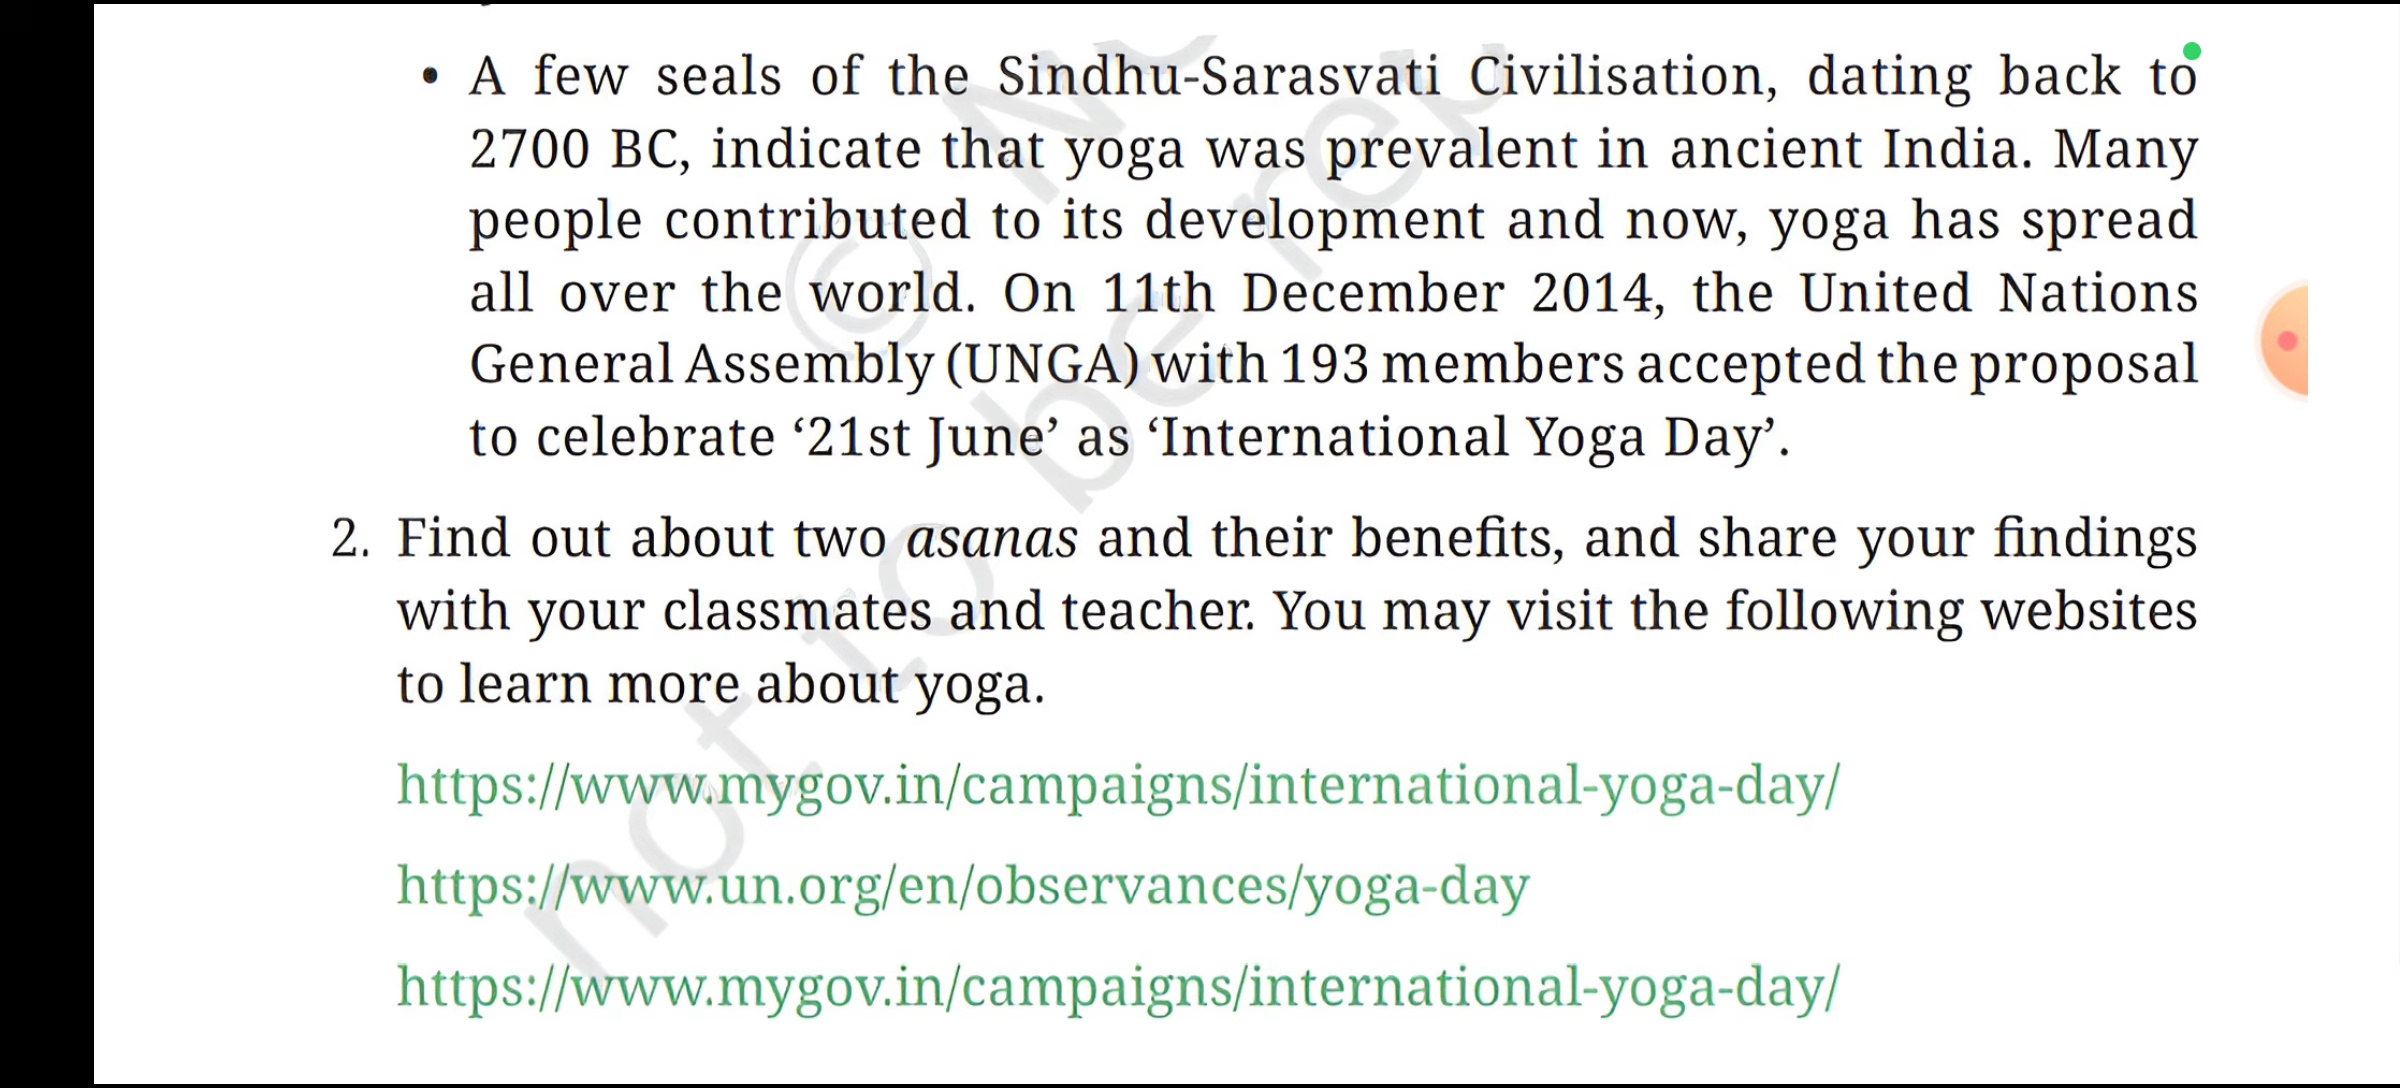 • A few seals of the Sindhu-Sarasvati Civilisation, dating back to
2700 BC, indicate that yoga was prevalent in ancient India. Many
people contributed to its development and now, yoga has spread
all over the world. On 11th December 2014, the United Nations
General Assembly (UNGA) with 193 members accepted the proposal
to celebrate ‘21st June’ as ‘International Yoga Day’.
2. Find out about two asanas and their benefits, and share your findings
with your classmates and teacher. You may visit the following websites
to learn more about yoga.
https://www.mygov.in/campaigns/international-yoga-day/
https://www.un.org/en/observances/yoga-day
https://www.mygov.in/campaigns/international-yoga-day/
not to be rep
© NC